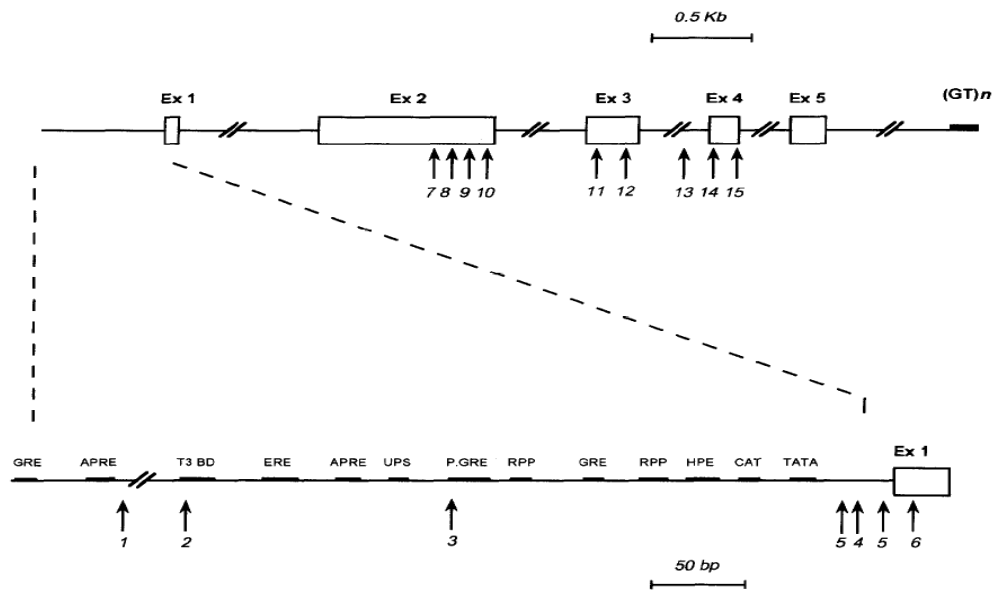 0.5 Kb
Ex 1 Ex 2 Ex 3 Ex 4 Ex 5 (GT)n
7 8 9 10 11 12 13 14 15
GRE APRE T3 BD ERE APRE UPS P.GRE RPP GRE RPP HPE CAT TATA Ex 1
1 2 3 5 4 5 6
50 bp